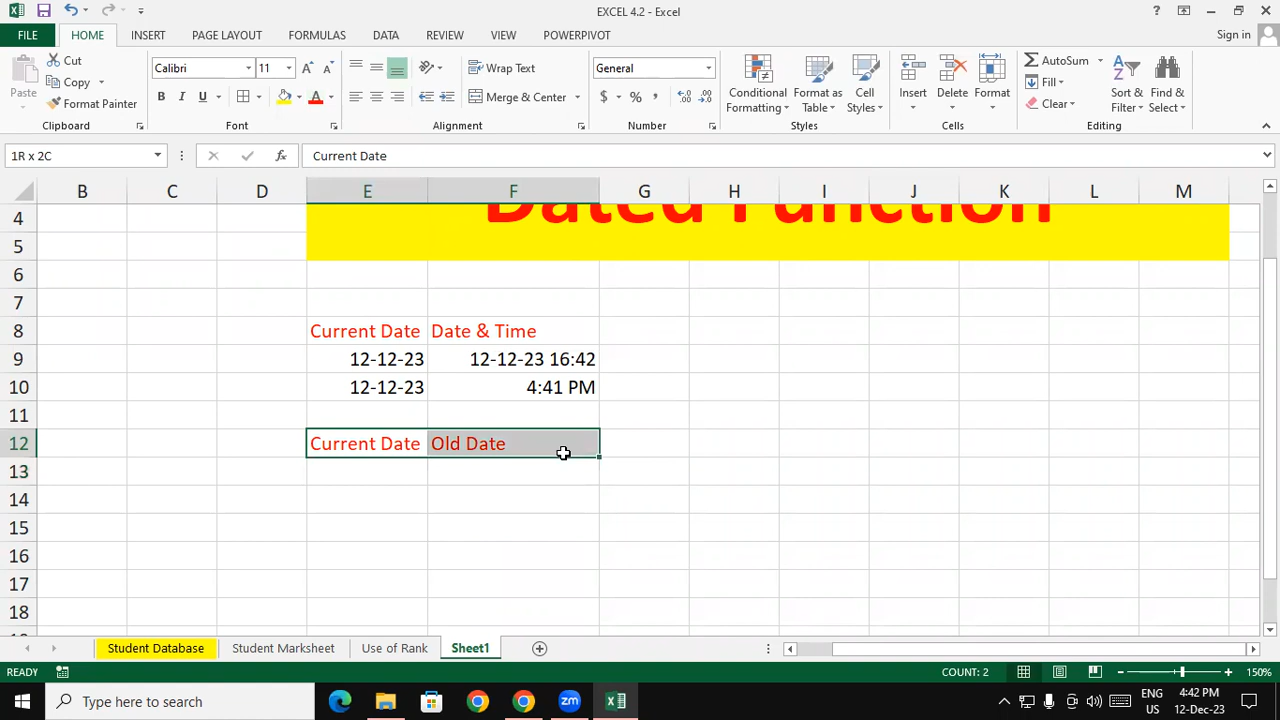 EXCEL 4.2 - Excel
?
FILE HOME INSERT PAGE LAYOUT FORMULAS DATA REVIEW VIEW POWERPIVOT Sign in
Paste Cut Copy Format Painter
Clipboard
Calibri 11
B I U
Font
Wrap Text
Merge & Center
Alignment
General
$ % ,
Number
Conditional Formatting Format as Table Cell Styles
Styles
Insert Delete Format
Cells
AutoSum Fill Clear Sort & Filter Find & Select
Editing
1R x 2C fx Current Date
B C D E F G H I J K L M
4 Dated Function
5
6
7
8 Current Date Date & Time
9 12-12-23 12-12-23 16:42
10 12-12-23 4:41 PM
11
12 Current Date Old Date
13
14
15
16
17
18
Student Database Student Marksheet Use of Rank Sheet1
READY COUNT: 2 150%
Type here to search zm ENG US 4:42 PM 12-Dec-23